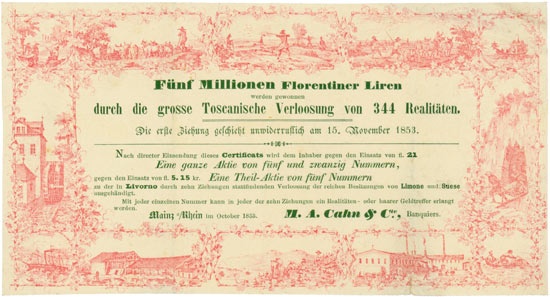 Fünf Millionen Florentiner Liren
werden gewonnen
durch die grosse Toscanische Verloosung von 344 Realitäten.
Die erste Ziehung geschieht unwiderruflich am 15. November 1853.
Nach directer Einsendung dieses Certificats wird dem Inhaber gegen den Einsatz von fl. 21
Eine ganze Aktie von fünf und zwanzig Nummern,
gegen den Einsatz von fl. 5. 15 kr. Eine Theil-Aktie von fünf Nummern
zu der in Livorno durch zehn Ziehungen stattfindenden Verloosung der reichen Besitzungen von Limone und Suese
ausgehändigt.
Mit jeder einzelnen Nummer kann in jeder der zehn Ziehungen ein Realitäten- oder baarer Geldtreffer erlangt
werden.
Mainz a/Rhein im October 1853. M. A. Cahn & Cie, Banquiers.